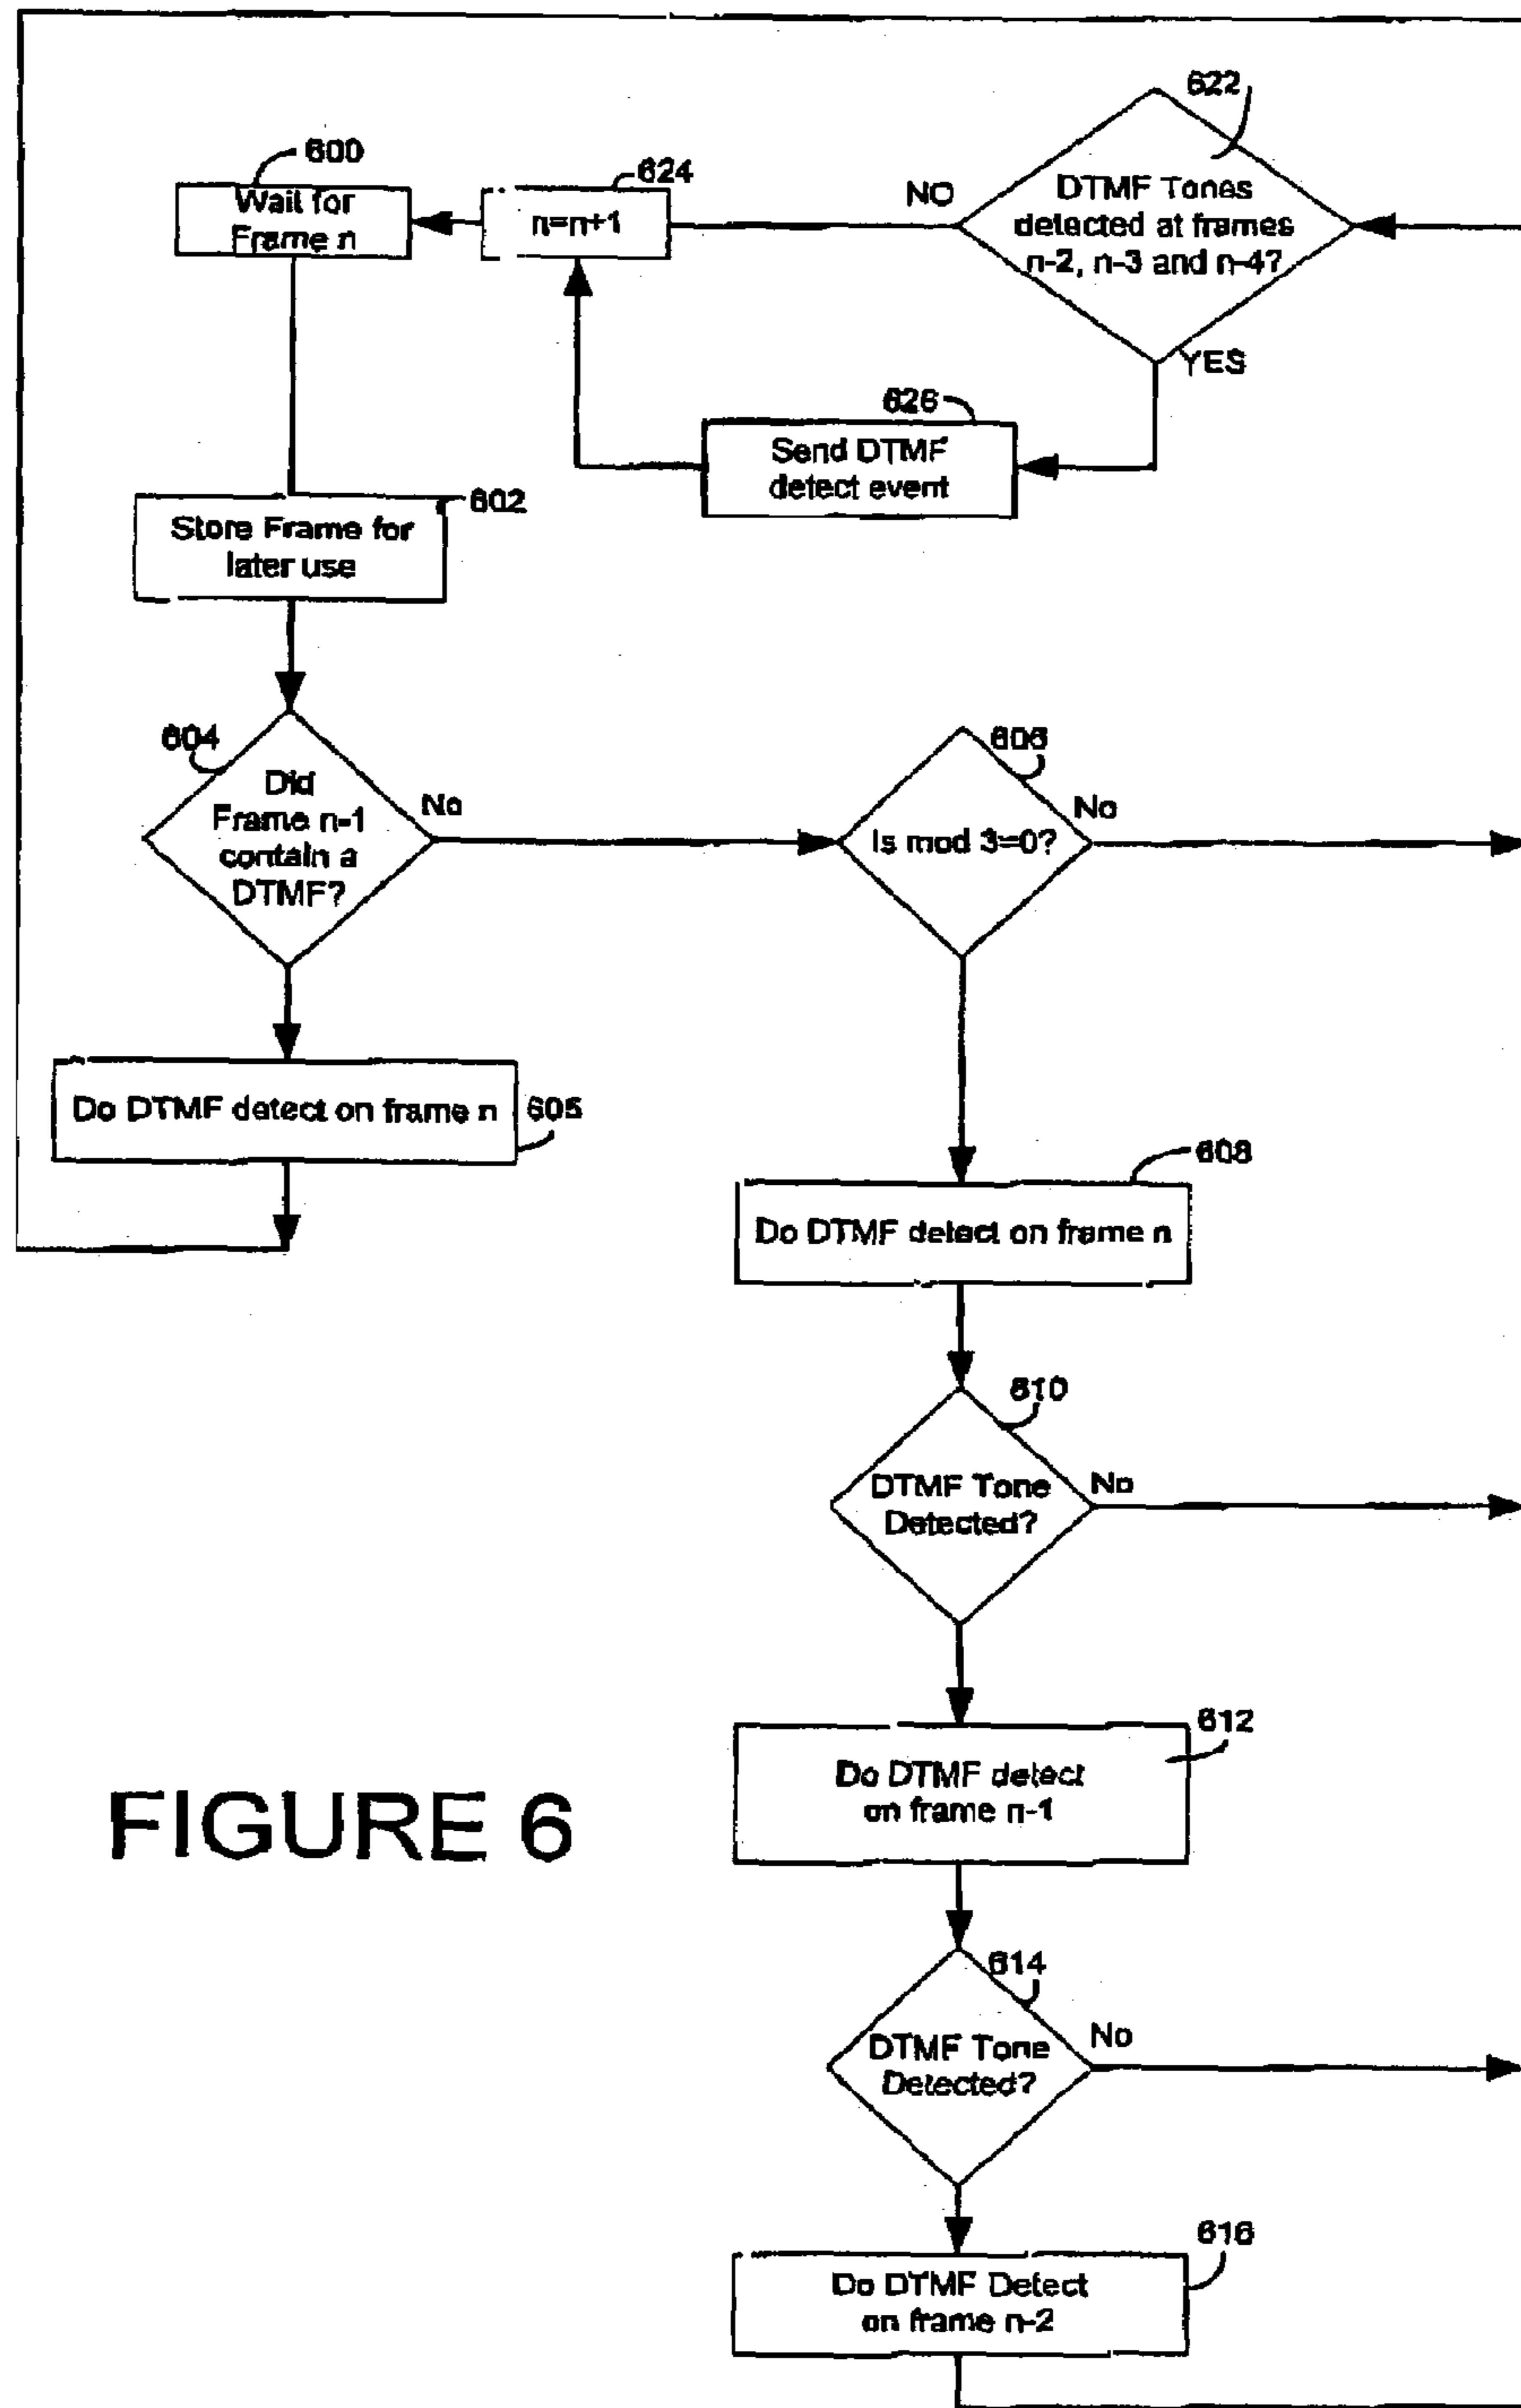 622
DTMF Tones
detected at frames
n-2, n-3 and n-4?
NO
YES
600
Wait for
Frame n
624
n=n+1
626
Send DTMF
detect event
602
Store Frame for
later use
604
Did
Frame n-1
contain a
DTMF?
No
606
Is mod 3=0?
No
Do DTMF detect on frame n
605
608
Do DTMF detect on frame n
610
DTMF Tone
Detected?
No
612
Do DTMF detect
on frame n-1
FIGURE 6
614
DTMF Tone
Detected?
No
616
Do DTMF Detect
on frame n-2